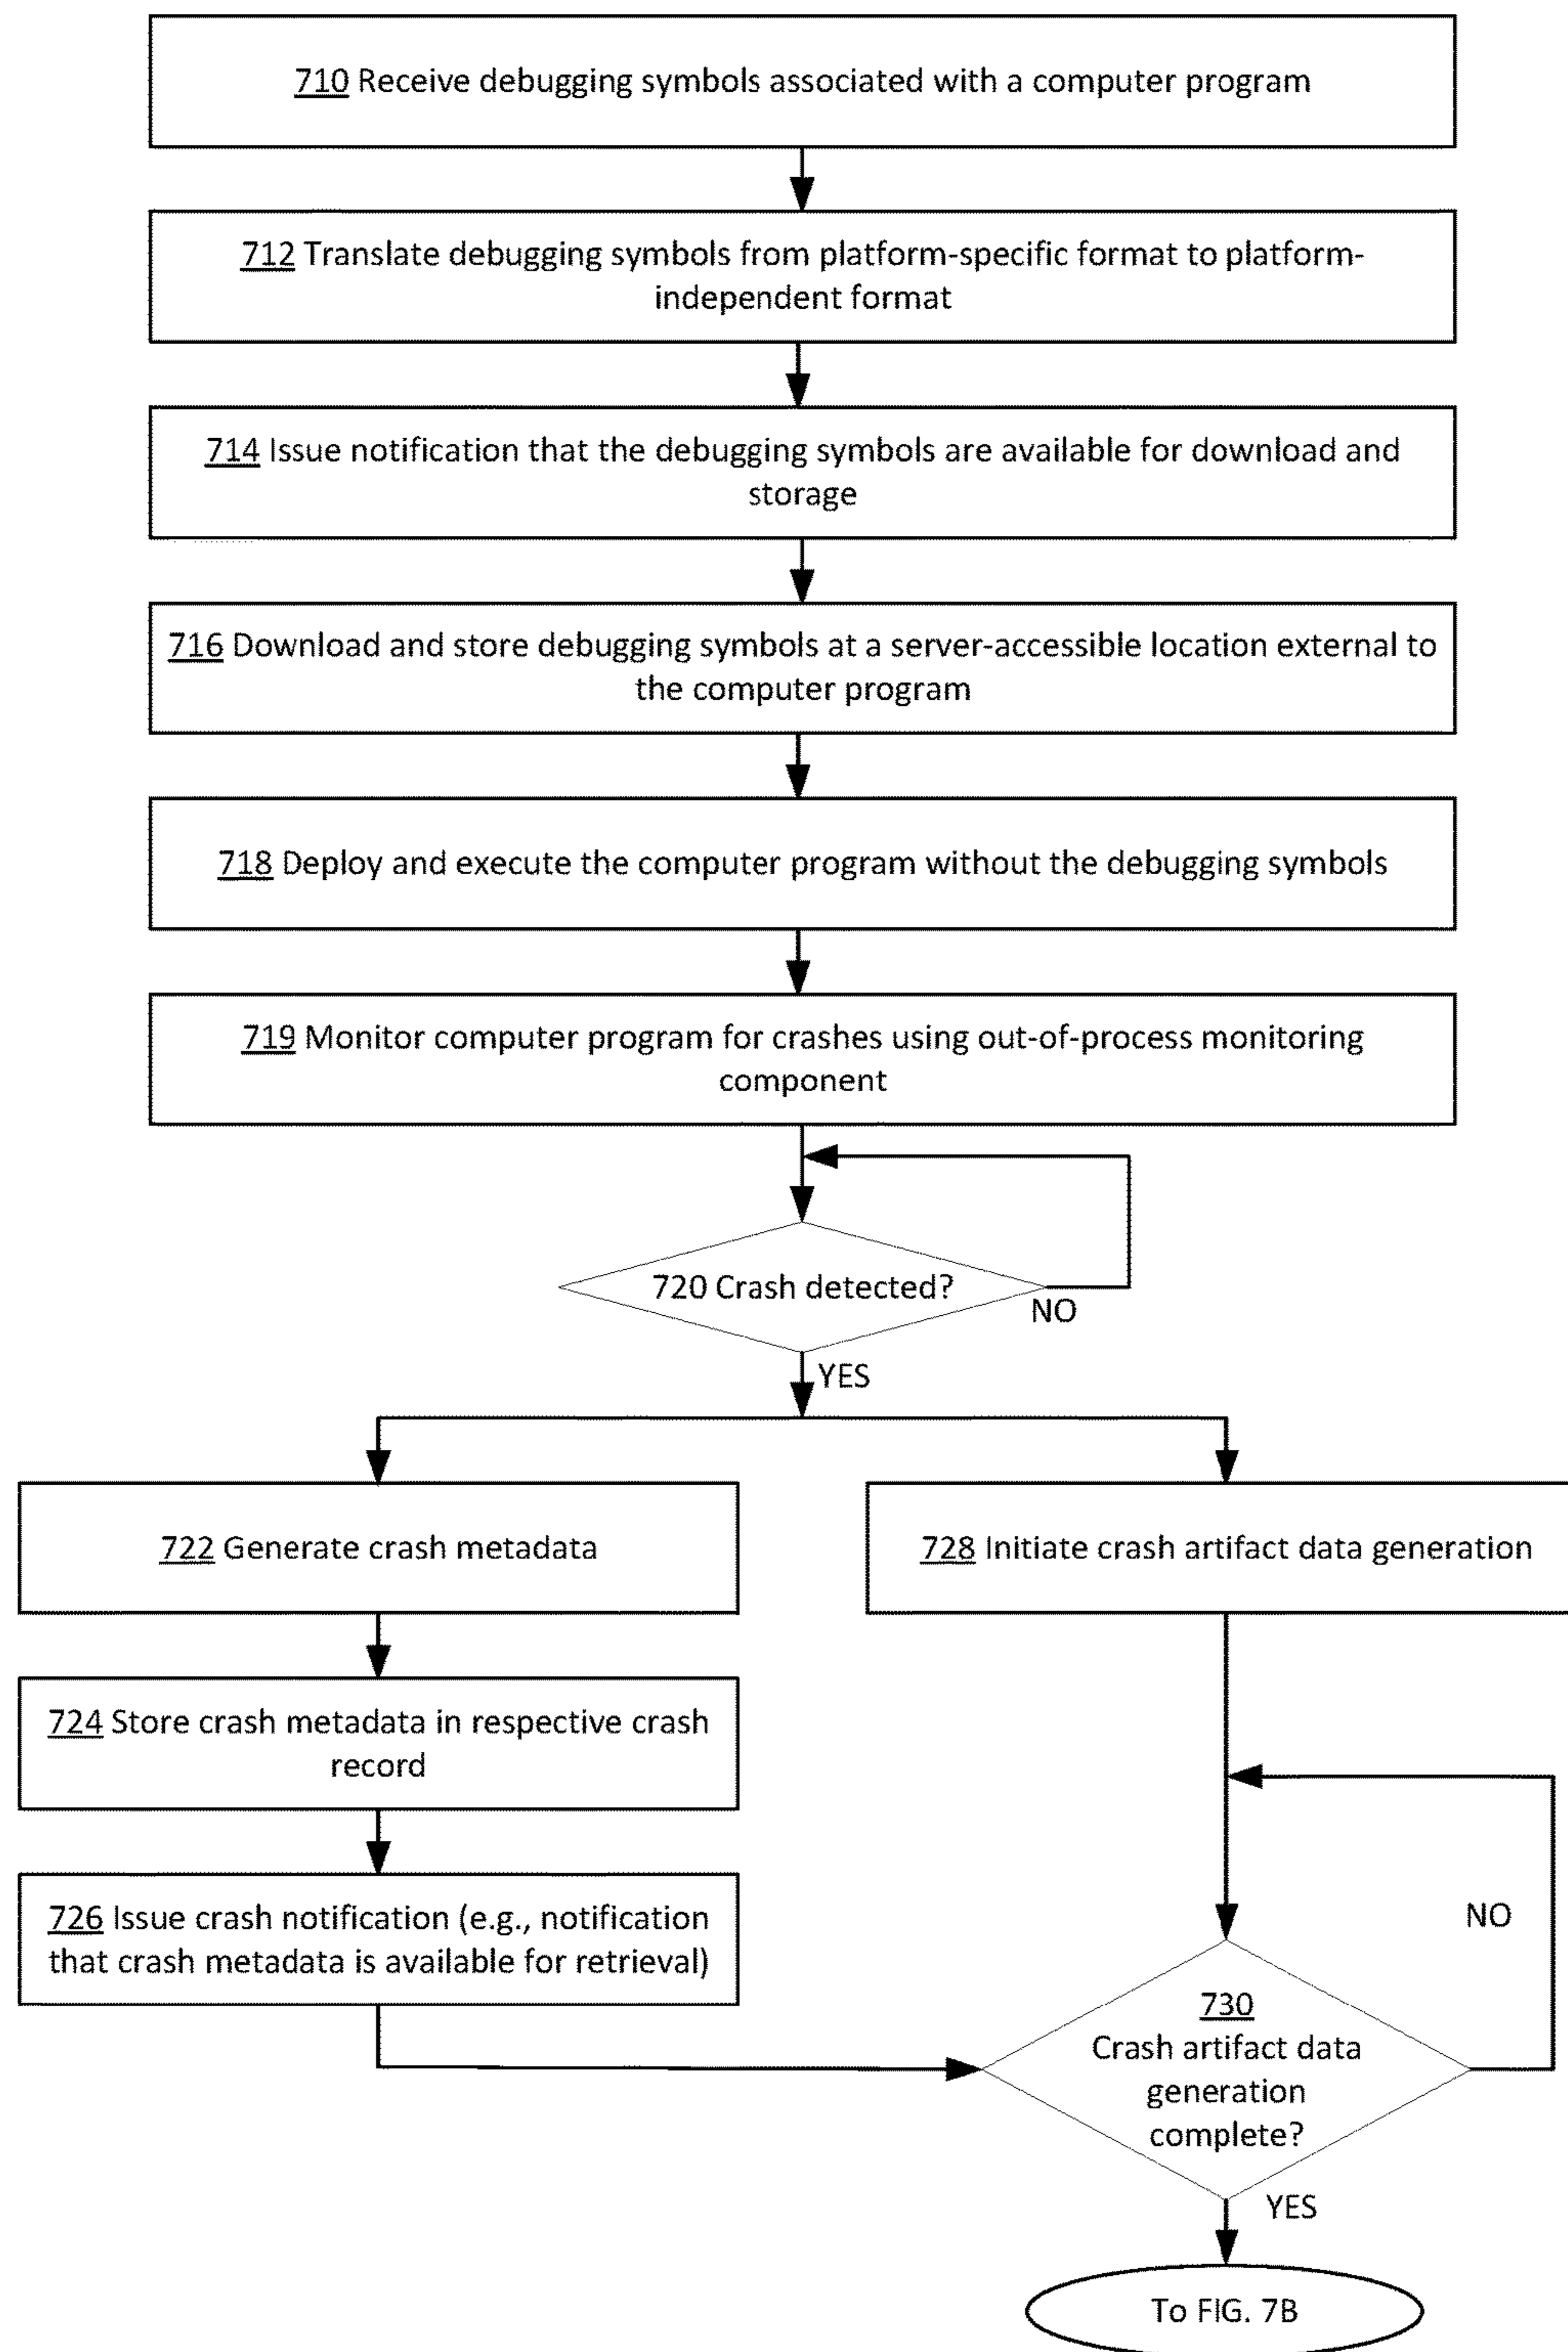 710 Receive debugging symbols associated with a computer program
712 Translate debugging symbols from platform-specific format to platform-
independent format
714 Issue notification that the debugging symbols are available for download and
storage
716 Download and store debugging symbols at a server-accessible location external to
the computer program
718 Deploy and execute the computer program without the debugging symbols
719 Monitor computer program for crashes using out-of-process monitoring
component
720 Crash detected?
NO
YES
722 Generate crash metadata
724 Store crash metadata in respective crash
record
726 Issue crash notification (e.g., notification
that crash metadata is available for retrieval)
728 Initiate crash artifact data generation
NO
730
Crash artifact data
generation
complete?
YES
To FIG. 7B